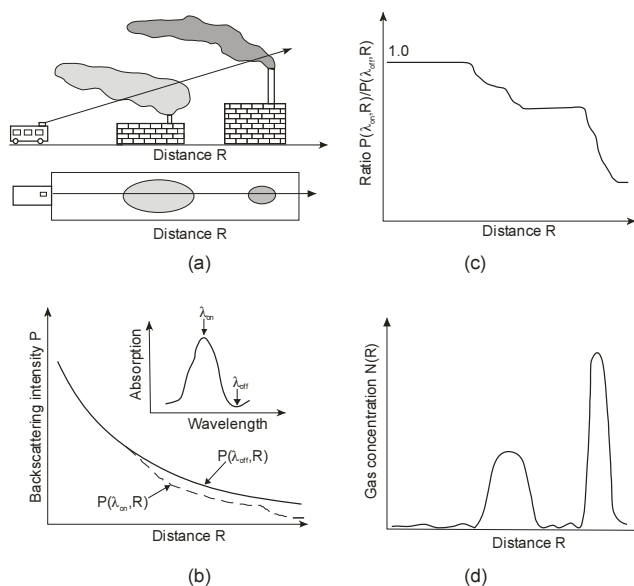 Distance R
Distance R
(a)
Ratio P(λon,R)/P(λoff,R)
1.0
Distance R
(c)
Backscattering intensity P
Absorption
λon
λoff
Wavelength
P(λoff,R)
P(λon,R)
Distance R
(b)
Gas concentration N(R)
Distance R
(d)